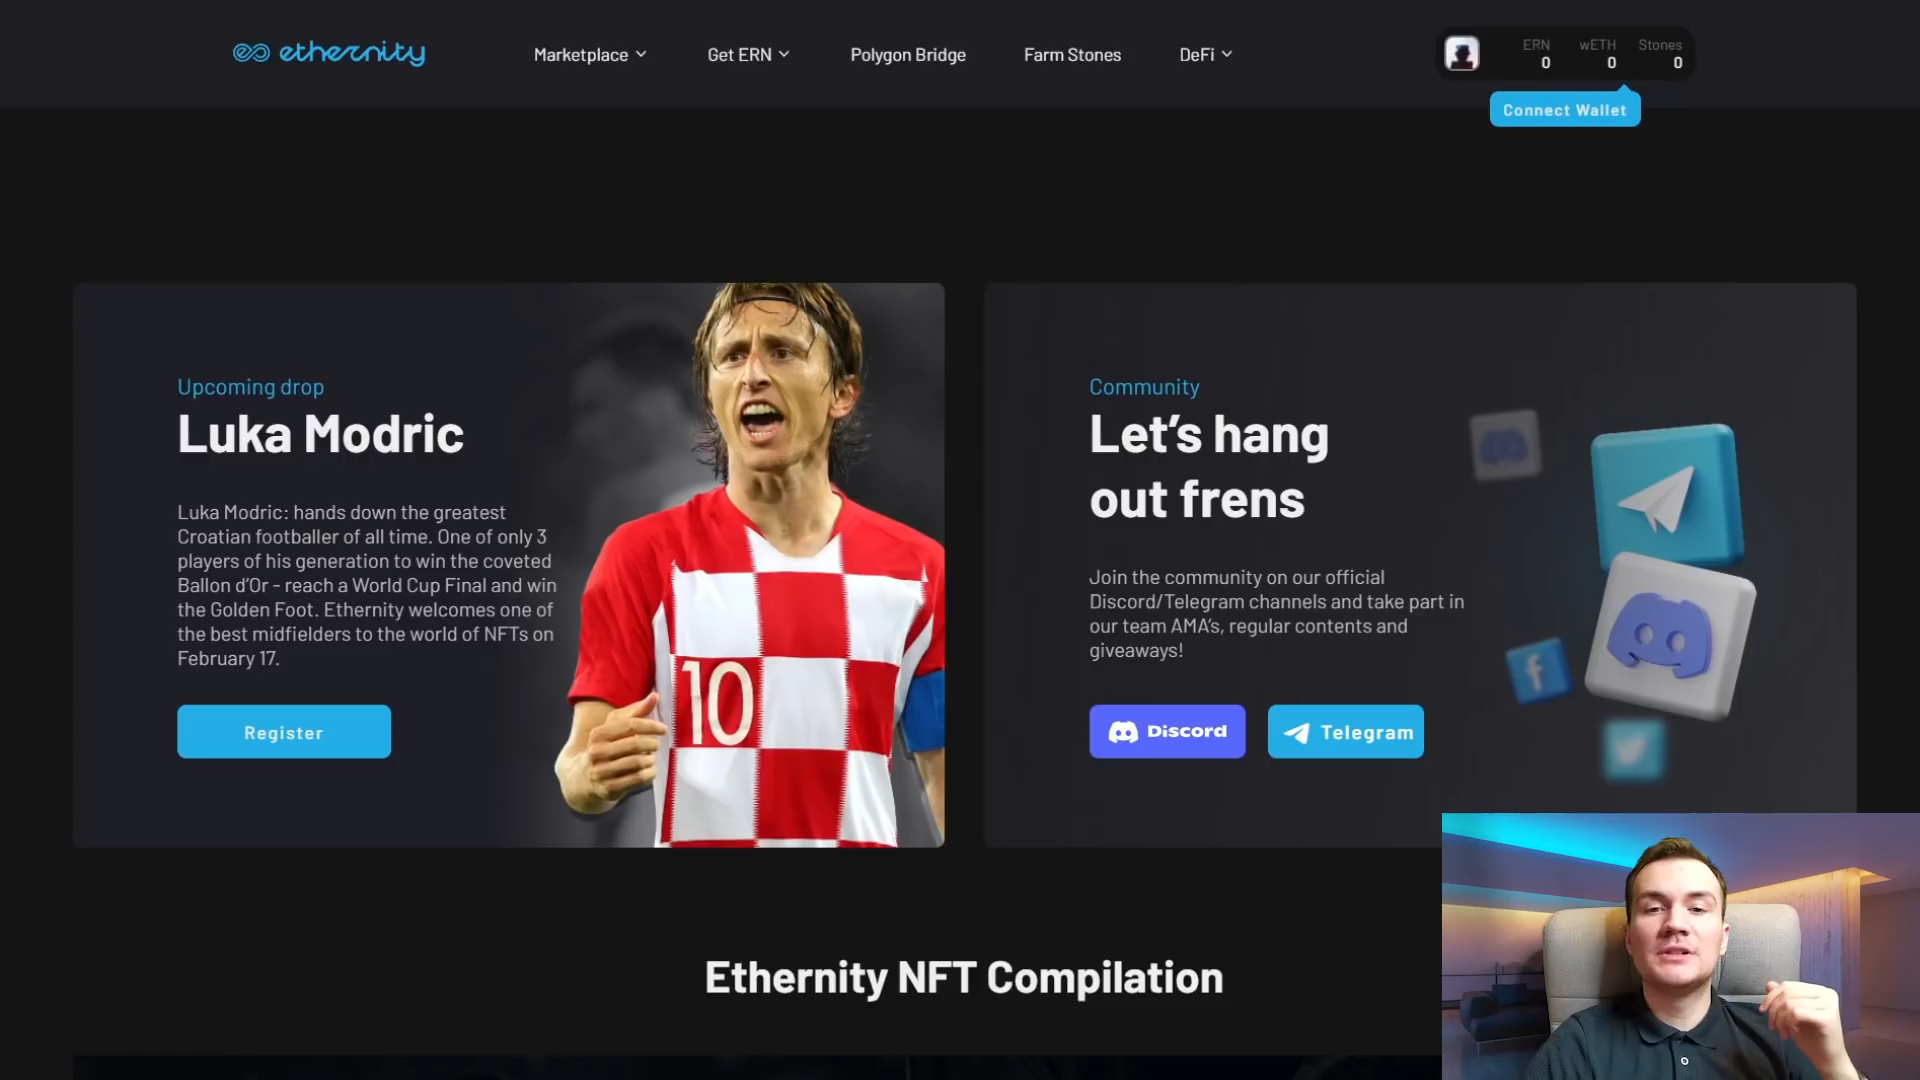 ethernity
Marketplace
Get ERN
Polygon Bridge
Farm Stones
DeFi
ERN
wETH
Stones
0
0
0
Connect Wallet
Upcoming drop
Luka Modric
Luka Modric: hands down the greatest
Croatian footballer of all time. One of only 3
players of his generation to win the coveted
Ballon d'Or - reach a World Cup Final and win
the Golden Foot. Ethernity welcomes one of
the best midfielders to the world of NFTs on
February 17.
Register
10
Community
Let’s hang
out frens
Join the community on our official
Discord/Telegram channels and take part in
our team AMA's, regular contents and
giveaways!
Discord
Telegram
f
Ethernity NFT Compilation